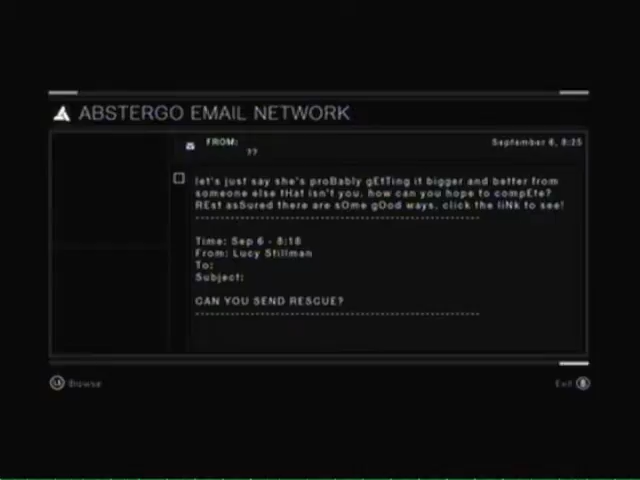 ABSTERGO EMAIL NETWORK
FROM:
??
September 6, 8:25
let's just say she's proBably gEtTing it bigger and better from
someone else tHat isn't you, how can you hope to compEte?
REst asSured there are sOme gOod ways, click the liNk to see!
Time: Sep 6 - 8:18
From: Lucy Stillman
To:
Subject:
CAN YOU SEND RESCUE?
Browse
Exit B